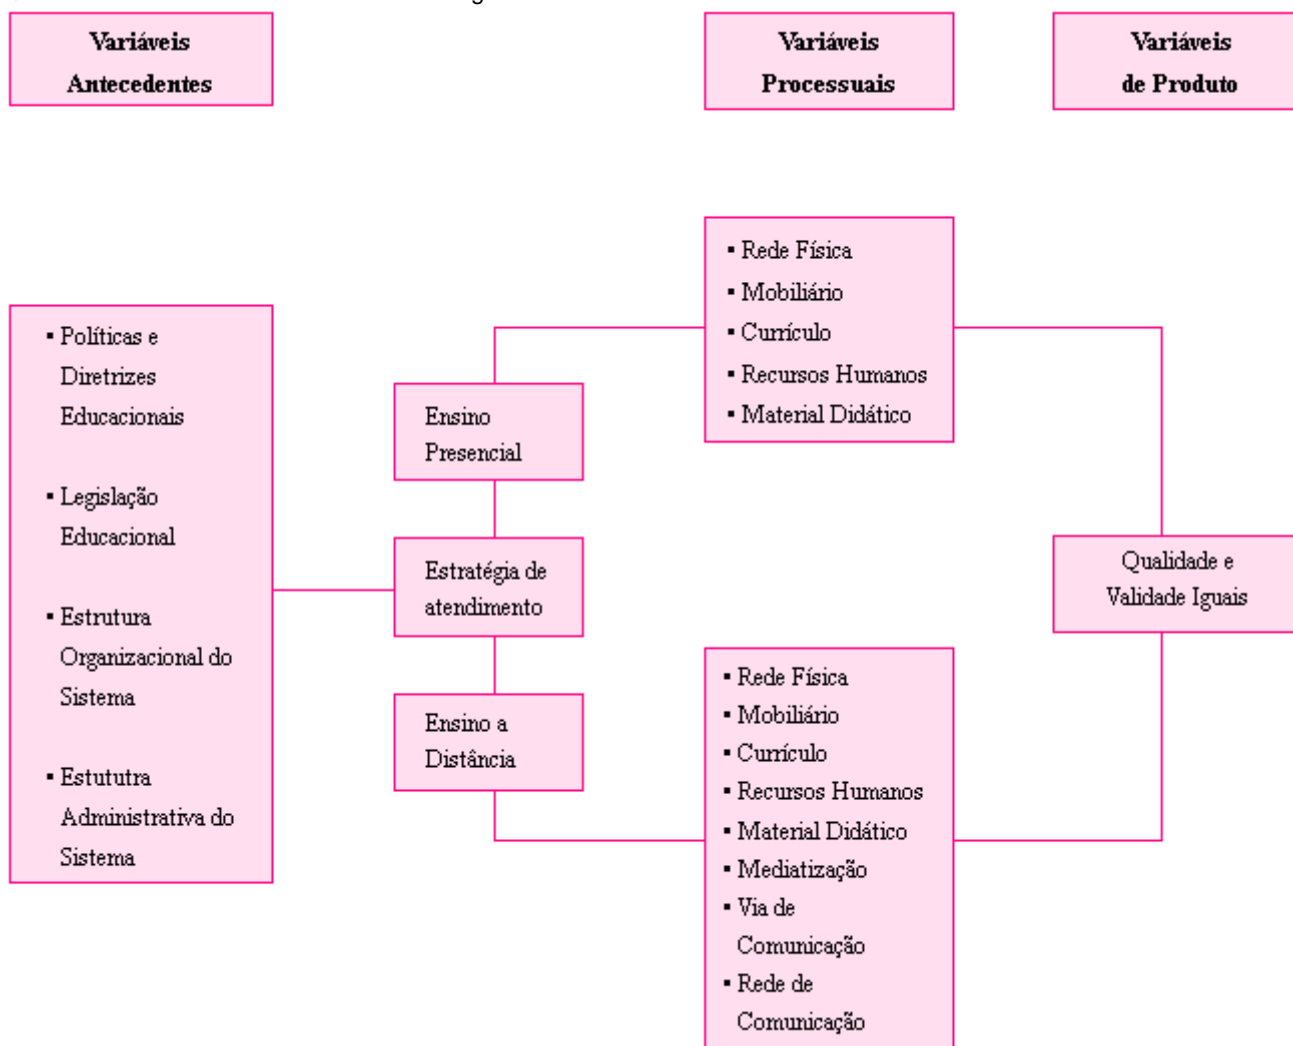 Variáveis
Antecedentes
Variáveis
Processuais
Variáveis
de Produto
▪ Políticas e
Diretrizes
Educacionais
▪ Legislação
Educacional
▪ Estrutura
Organizacional do
Sistema
▪ Estututra
Administrativa do
Sistema
Ensino
Presencial
Estratégia de
atendimento
Ensino a
Distância
▪ Rede Física
▪ Mobiliário
▪ Currículo
▪ Recursos Humanos
▪ Material Didático
▪ Rede Física
▪ Mobiliário
▪ Currículo
▪ Recursos Humanos
▪ Material Didático
▪ Mediatização
▪ Via de
Comunicação
▪ Rede de
Comunicação
Qualidade e
Validade Iguais